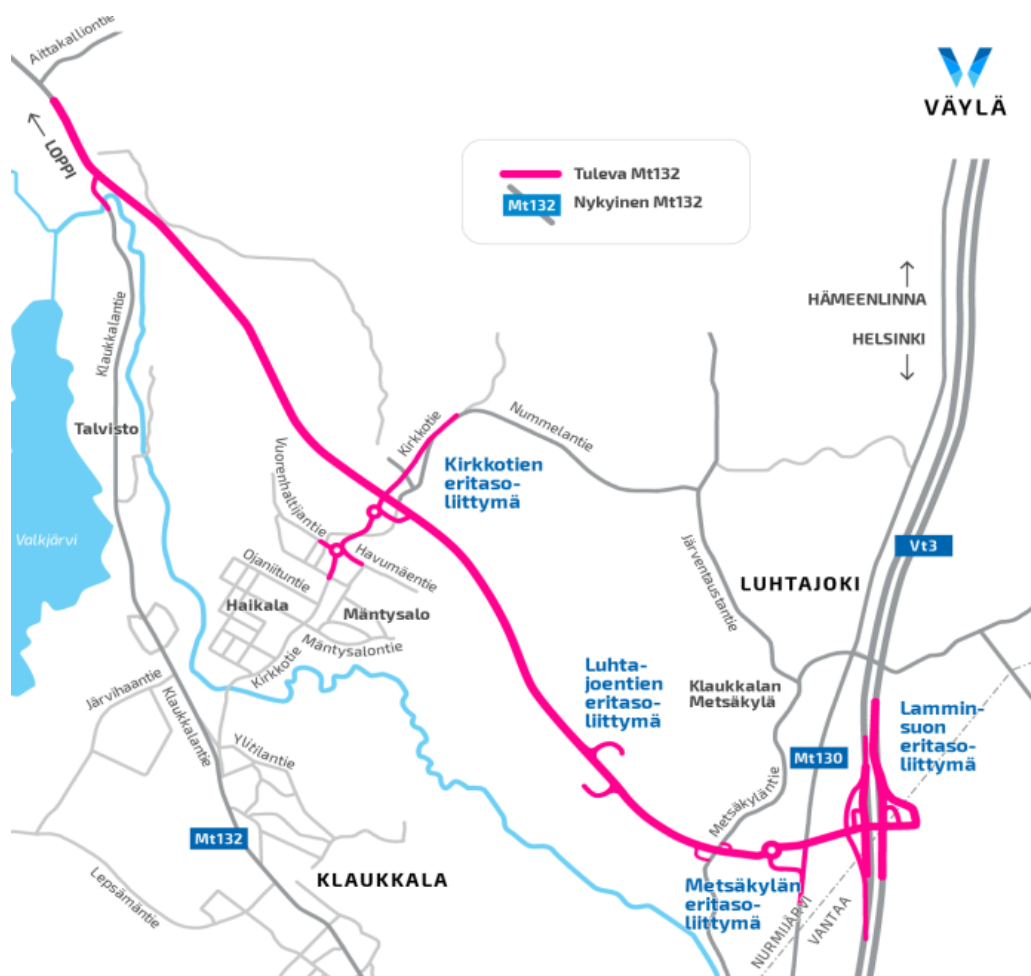 Aittakalliontie
VÄYLÄ
LOPPI
Tuleva Mt132
Mt132
Nykyinen Mt132
HÄMEENLINNA
HELSINKI
Klaukkalantie
Talvisto
Valkjärvi
Kirkkotie
Nummelantie
Kirkkotien
eritaso-
liittymä
Vuorenhaltijantie
Ojaniituntie
Havumäentie
Haikala
Mäntysalo
Mäntysalontie
Kirkkotie
Vt3
LUHTAJOKI
Järventaustantie
Luhta-
joentien
eritaso-
liittymä
Klaukkalan
Metsäkylä
Lammin-
suon
eritaso-
liittymä
Järvihaantie
Klaukkalantie
Ylitilantie
Mt130
Metsäkyläntie
Mt132
Lepsämäntie
KLAUKKALA
Metsäkylän
eritaso-
liittymä
NURMIJÄRVI
VANTAA